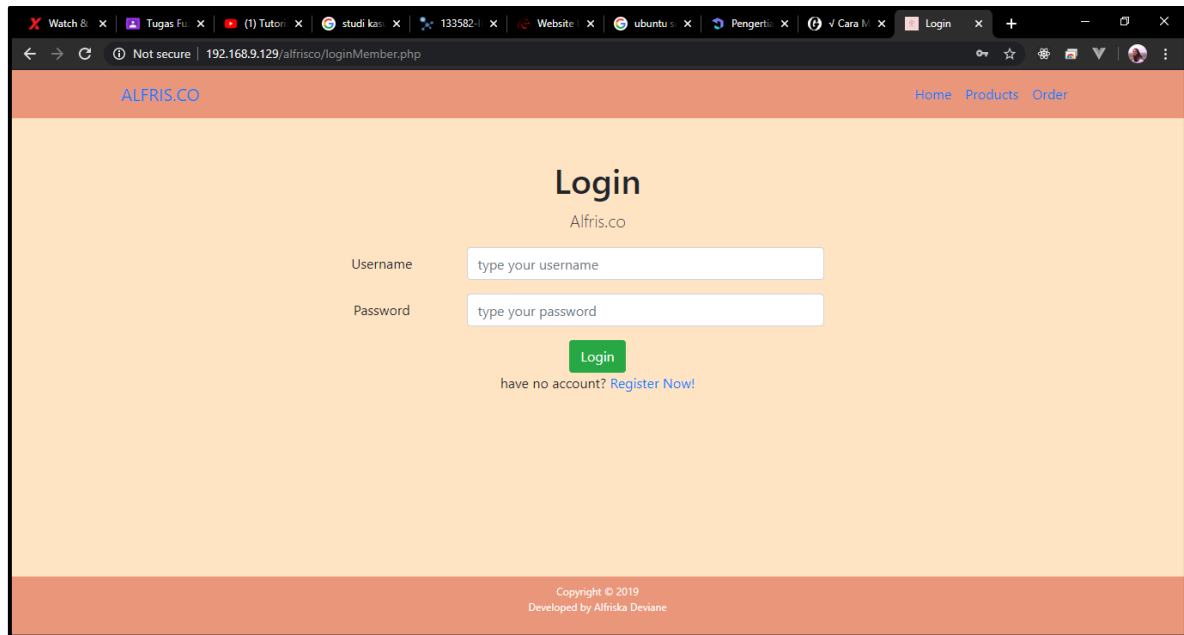 Watch & Tugas Fu (1) Tutori studi kasu 133582- Website ubuntu s Pengertia √ Cara M Login
Not secure | 192.168.9.129/alfrisco/loginMember.php
ALFRIS.CO Home Products Order
Login
Alfris.co
Username type your username
Password type your password
Login
have no account? Register Now!
Copyright © 2019
Developed by Alfriska Deviane